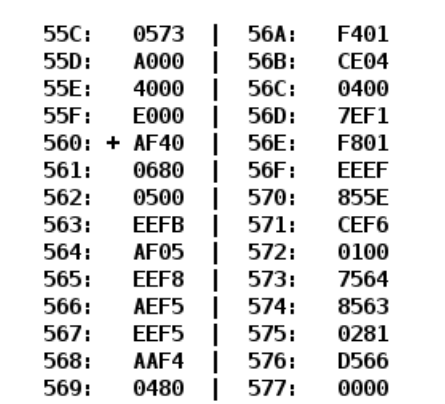 55C: 0573 | 56A: F401
55D: A000 | 56B: CE04
55E: 4000 | 56C: 0400
55F: E000 | 56D: 7EF1
560: + AF40 | 56E: F801
561: 0680 | 56F: EEEF
562: 0500 | 570: 855E
563: EEFB | 571: CEF6
564: AF05 | 572: 0100
565: EEF8 | 573: 7564
566: AEF5 | 574: 8563
567: EEF5 | 575: 0281
568: AAF4 | 576: D566
569: 0480 | 577: 0000